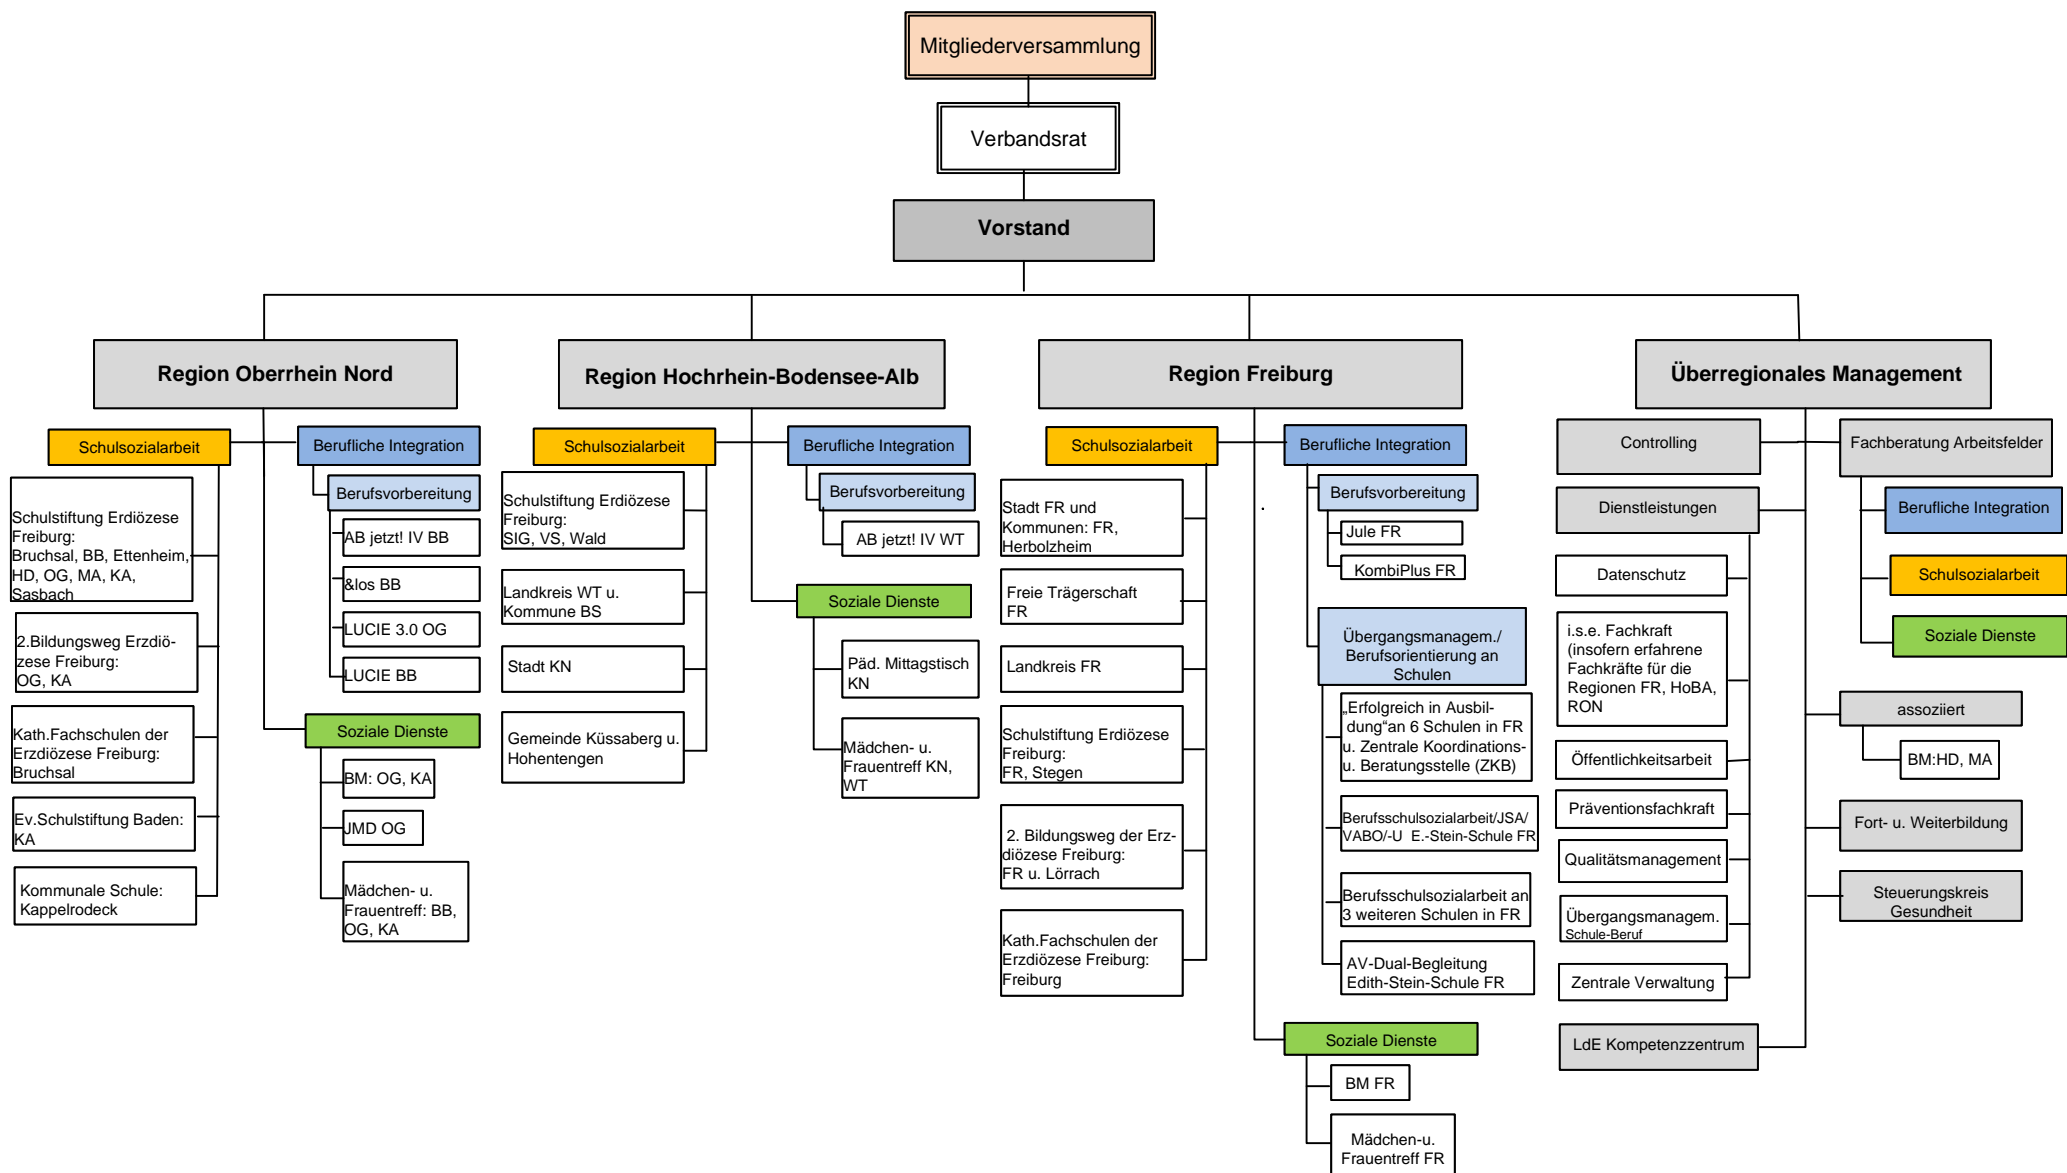 Mitgliederversammlung
Verbandsrat
Vorstand
Region Oberrhein Nord
Schulsozialarbeit
Schulstiftung Erdiözese
Freiburg:
Bruchsal, BB, Ettenheim,
HD, OG, MA, KA,
Sasbach
2.Bildungsweg Erzdiö-
zese Freiburg:
OG, KA
Kath.Fachschulen der
Erzdiözese Freiburg:
Bruchsal
Ev.Schulstiftung Baden:
KA
Kommunale Schule:
Kappelrodeck
Berufliche Integration
Berufsvorbereitung
AB jetzt! IV BB
&los BB
LUCIE 3.0 OG
LUCIE BB
Soziale Dienste
BM: OG, KA
JMD OG
Mädchen- u.
Frauentreff: BB,
OG, KA
Region Hochrhein-Bodensee-Alb
Schulsozialarbeit
Schulstiftung Erdiözese
Freiburg:
SIG, VS, Wald
Landkreis WT u.
Kommune BS
Stadt KN
Gemeinde Küssaberg u.
Hohentengen
Berufliche Integration
Berufsvorbereitung
AB jetzt! IV WT
Soziale Dienste
Päd. Mittagstisch
KN
Mädchen- u.
Frauentreff KN,
WT
Region Freiburg
Schulsozialarbeit
Stadt FR und
Kommunen: FR,
Herbolzheim
Freie Trägerschaft
FR
Landkreis FR
Schulstiftung Erdiözese
Freiburg:
FR, Stegen
2. Bildungsweg der Erz-
diözese Freiburg:
FR u. Lörrach
Kath.Fachschulen der
Erzdiözese Freiburg:
Freiburg
Berufliche Integration
Berufsvorbereitung
Jule FR
KombiPlus FR
Übergangsmanagem./
Berufsorientierung an
Schulen
„Erfolgreich in Ausbil-
dung“an 6 Schulen in FR
u. Zentrale Koordinations-
u. Beratungsstelle (ZKB)
Berufsschulsozialarbeit/JSA/
VABO/-U E.-Stein-Schule FR
Berufsschulsozialarbeit an
3 weiteren Schulen in FR
AV-Dual-Begleitung
Edith-Stein-Schule FR
Soziale Dienste
BM FR
Mädchen-u.
Frauentreff FR
.
Überregionales Management
Controlling
Dienstleistungen
Datenschutz
i.s.e. Fachkraft
(insofern erfahrene
Fachkräfte für die
Regionen FR, HoBA,
RON
Öffentlichkeitsarbeit
Präventionsfachkraft
Qualitätsmanagement
Übergangsmanagem.
Schule-Beruf
Zentrale Verwaltung
LdE Kompetenzzentrum
Fachberatung Arbeitsfelder
Berufliche Integration
Schulsozialarbeit
Soziale Dienste
assoziiert
BM:HD, MA
Fort- u. Weiterbildung
Steuerungskreis
Gesundheit